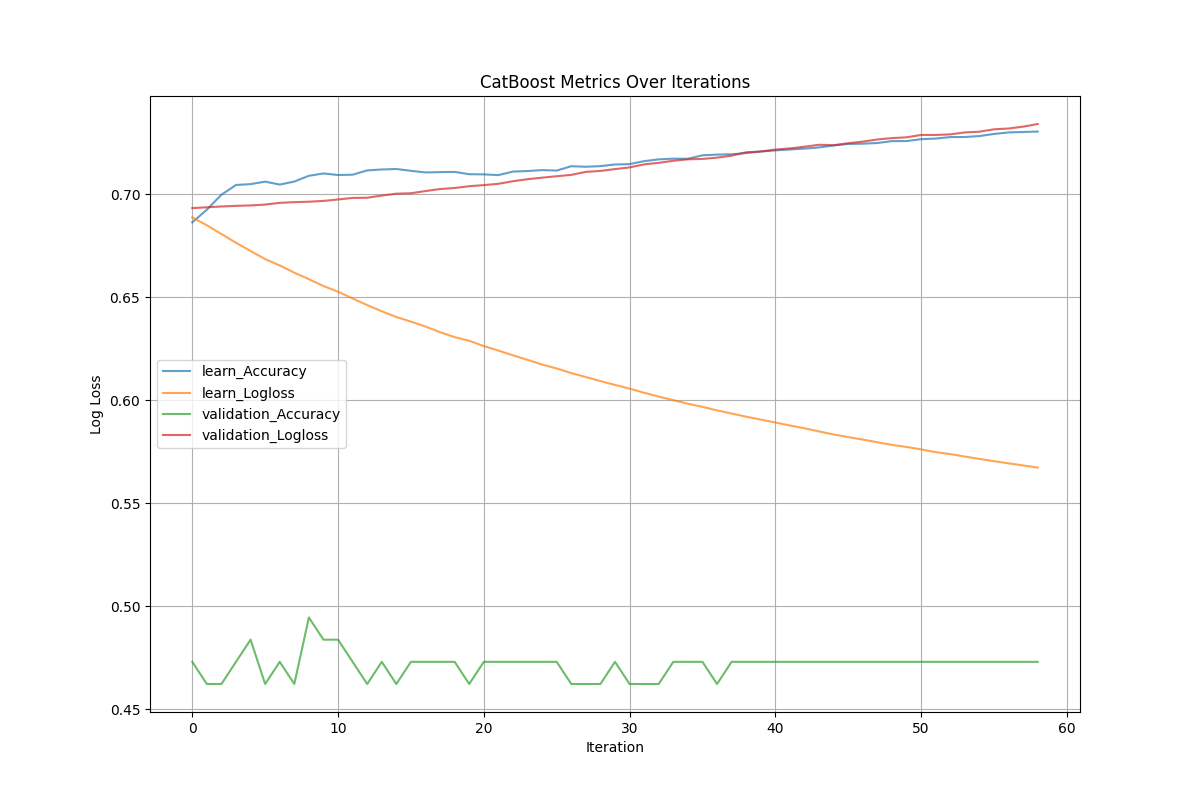 CatBoost Metrics Over Iterations
0.70
0.65
0.60
0.55
0.50
0.45
Log Loss
learn_Accuracy
learn_Logloss
validation_Accuracy
validation_Logloss
0 10 20 30 40 50 60
Iteration